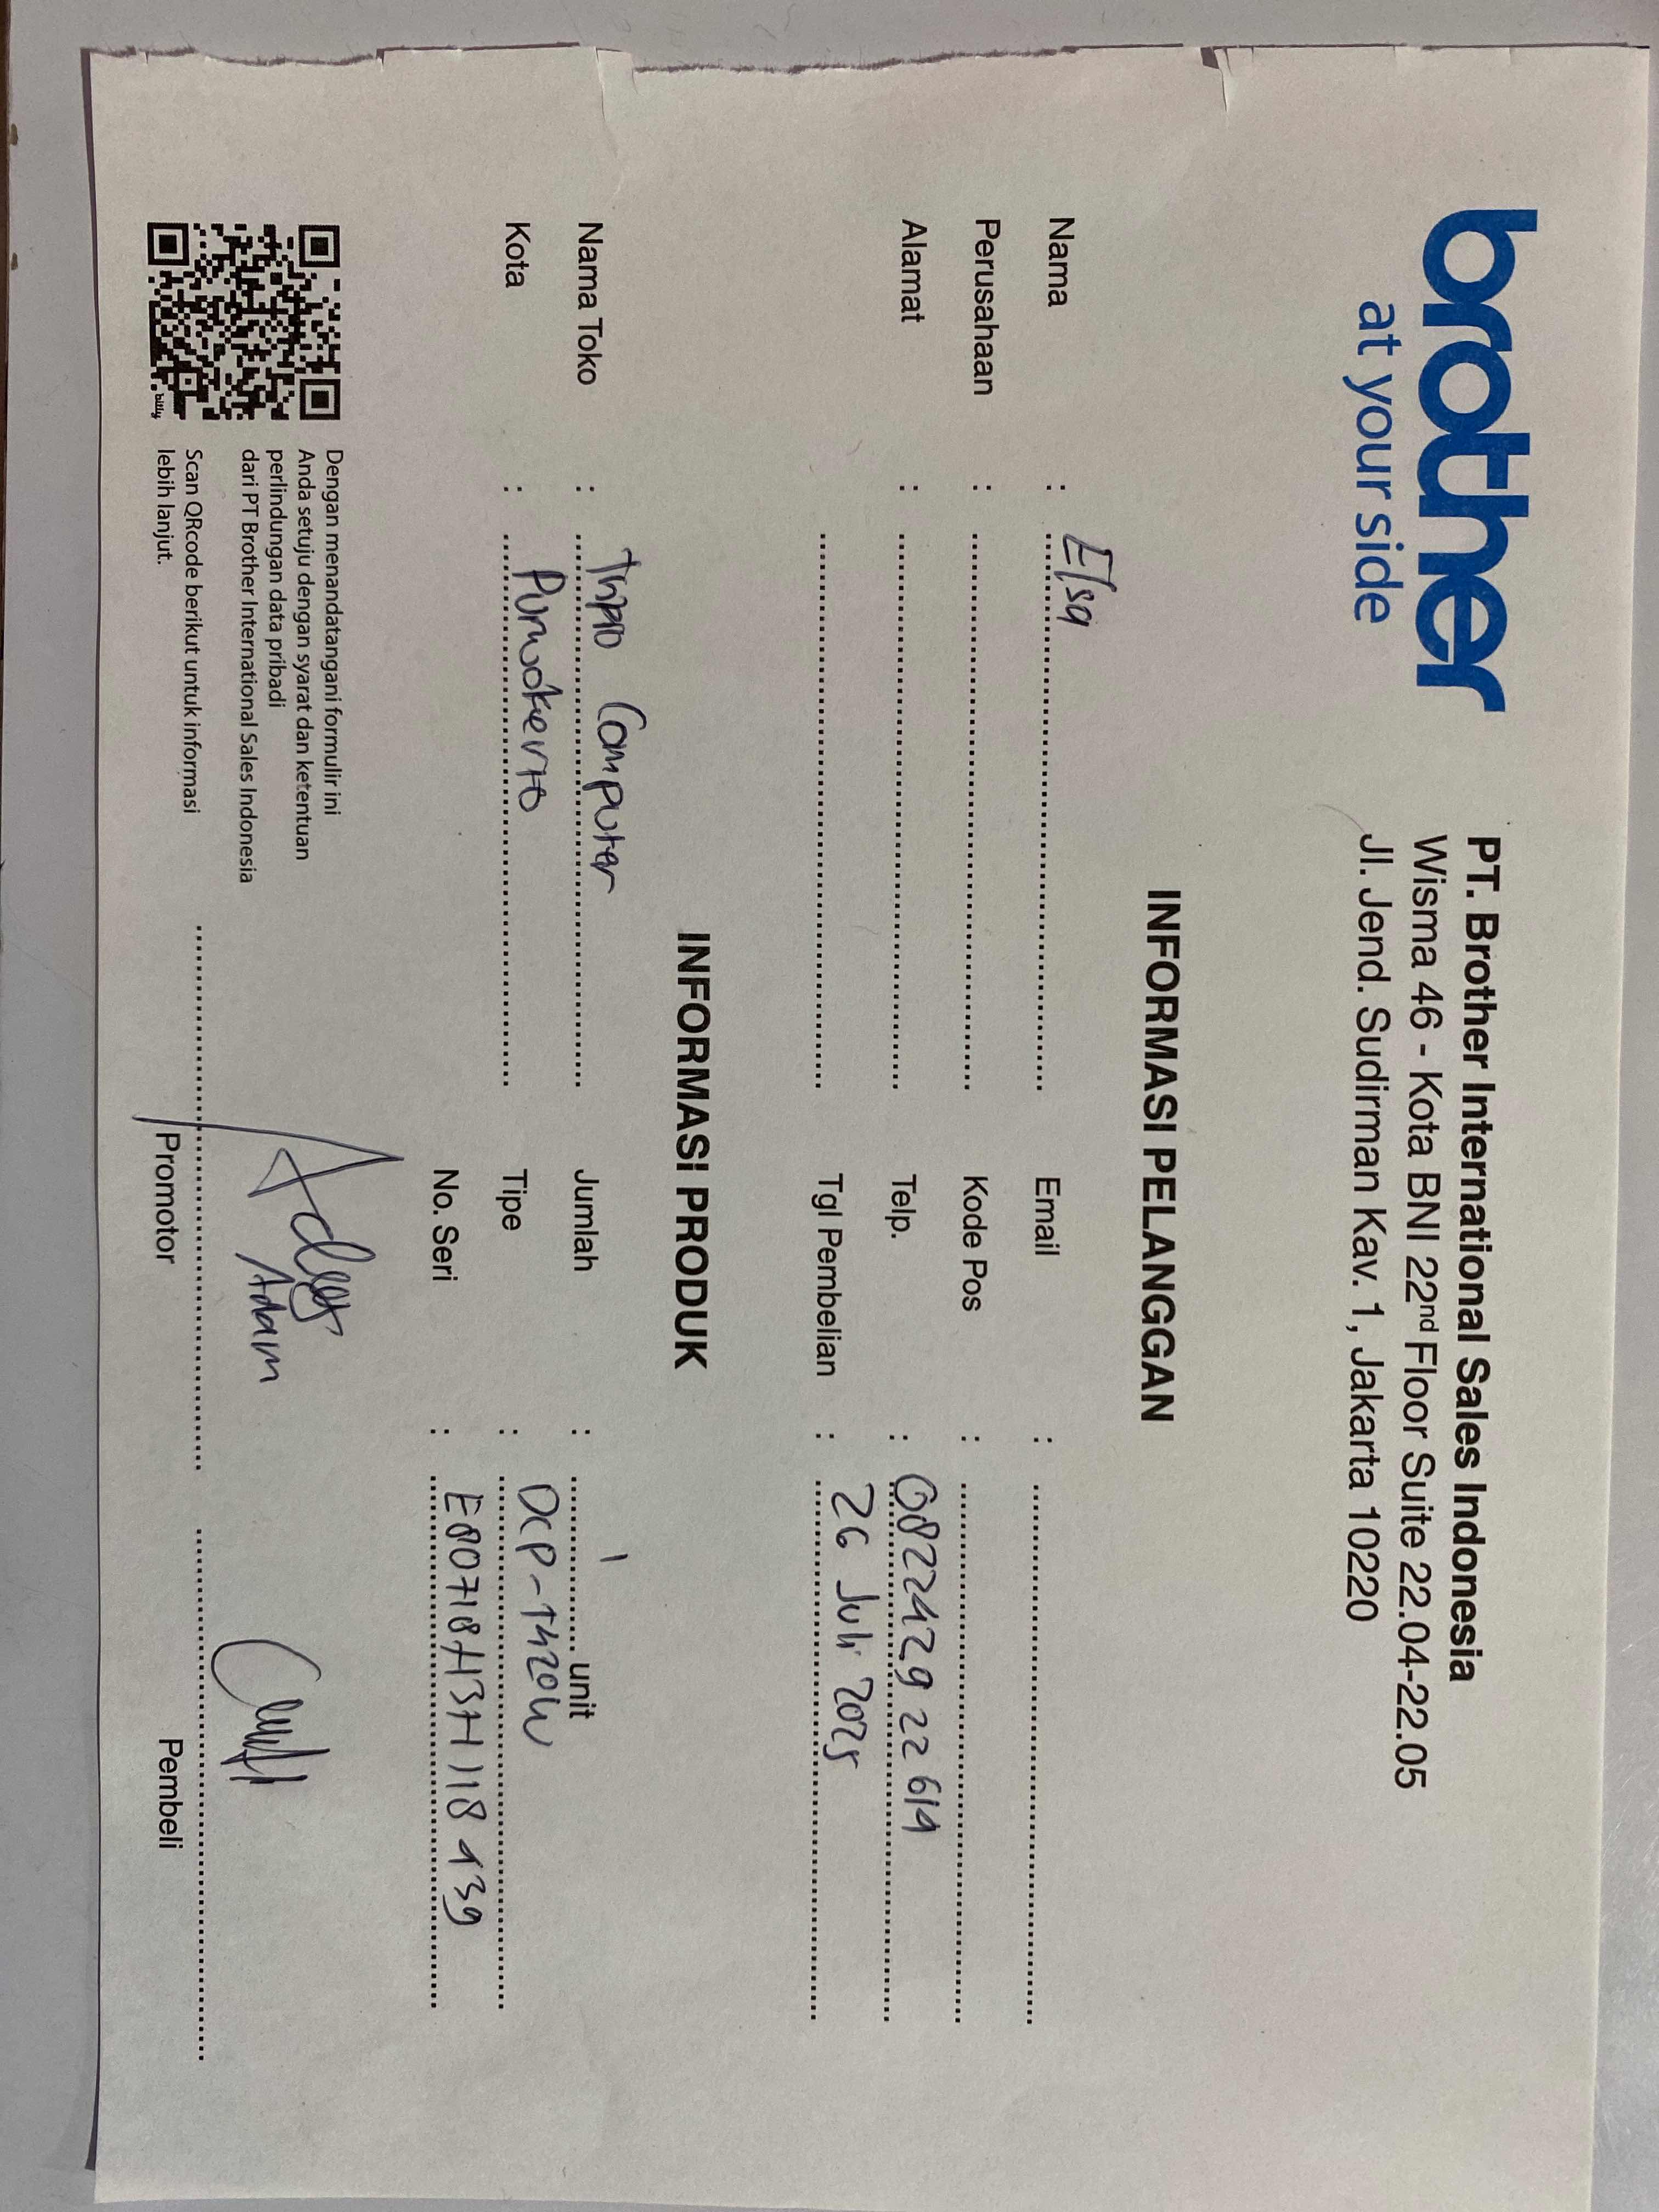 brother
at your side
PT. Brother International Sales Indonesia
Wisma 46 - Kota BNI 22nd Floor Suite 22.04-22.05
Jl. Jend. Sudirman Kav. 1, Jakarta 10220
INFORMASI PELANGGAN
Nama : Elsa
Email :
Perusahaan :
Kode Pos :
Alamat :
Telp. : 082242922614
Tgl Pembelian : 26 Juli 2025
INFORMASI PRODUK
Nama Toko : Computer
Jumlah : 1 unit
Kota : Purwokerto
Tipe : DCP-T420W
No. Seri : E80718H3H118139
Dengan menandatangani formulir ini
Anda setuju dengan syarat dan ketentuan
perlindungan data pribadi
dari PT Brother International Sales Indonesia
Scan QRcode berikut untuk informasi
lebih lanjut.
bitly
Adam
Promotor
Pembeli